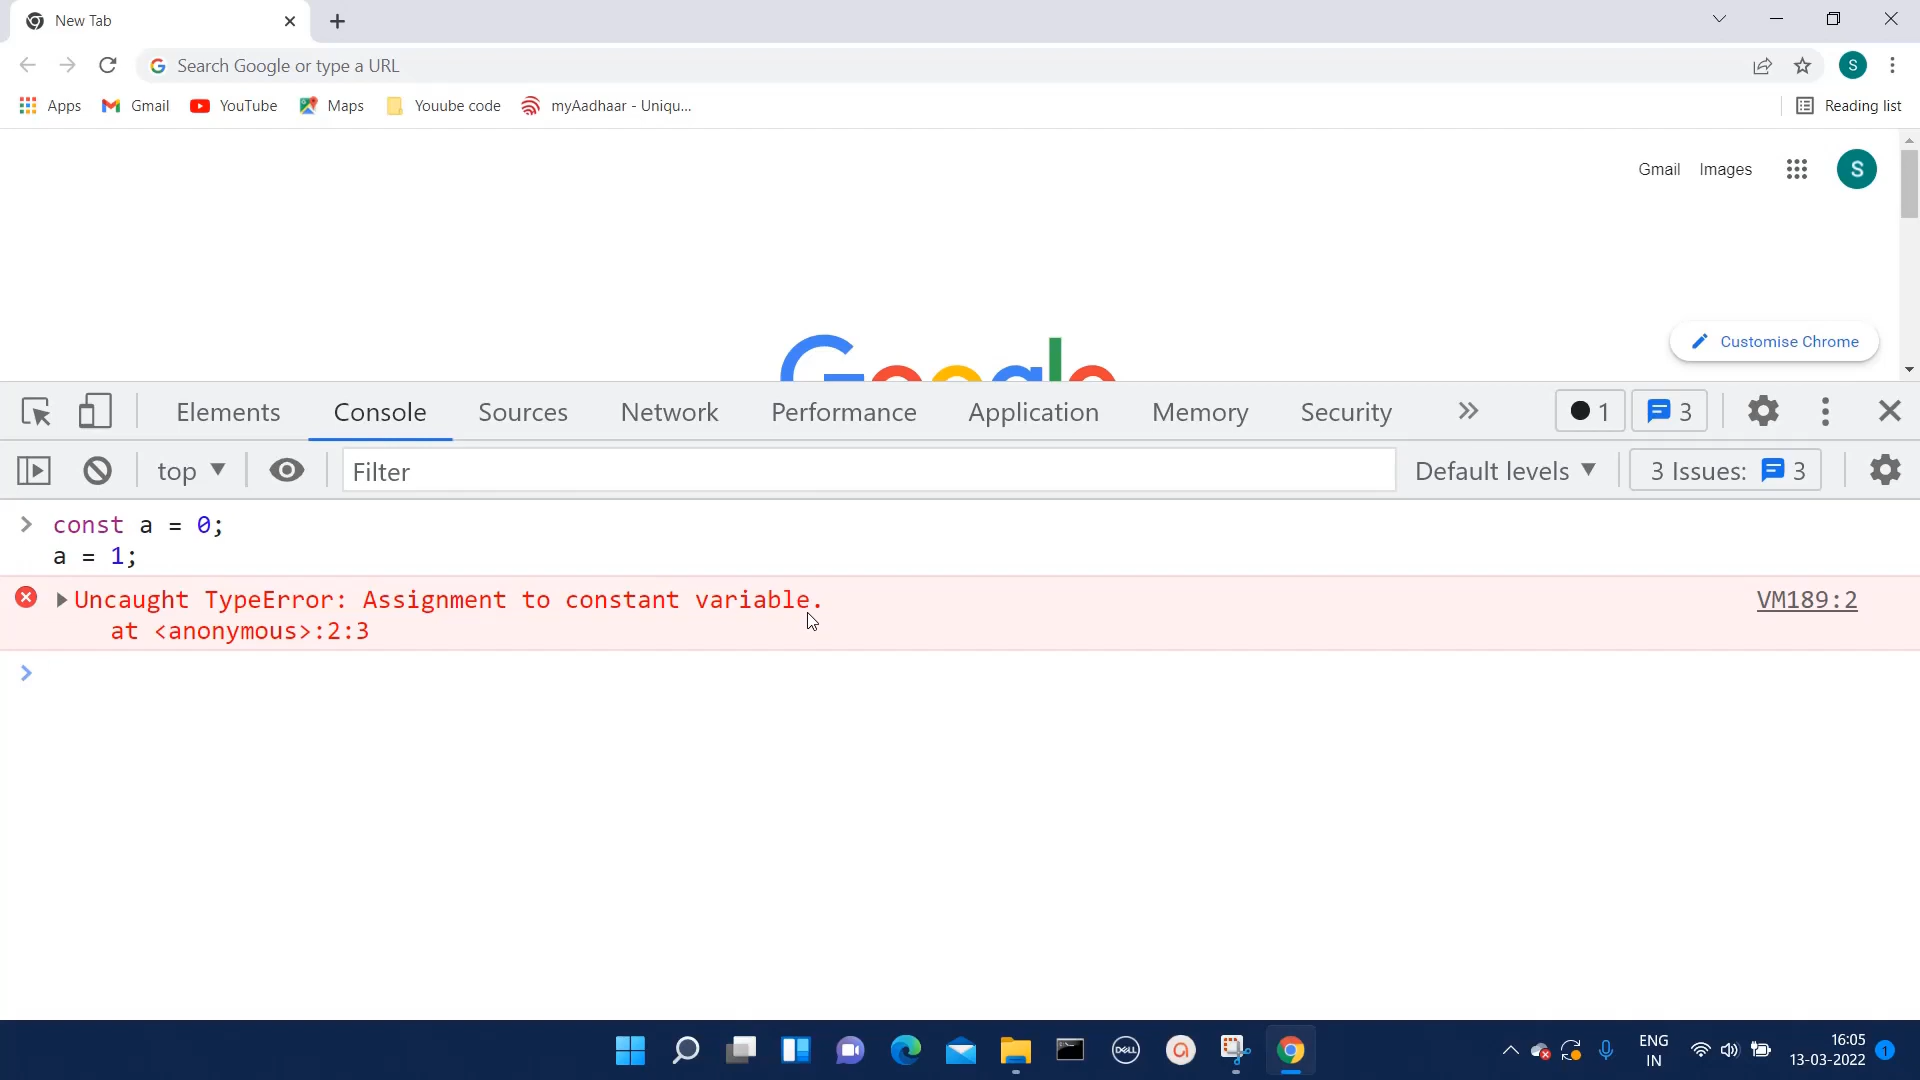 New Tab
Search Google or type a URL
S
Apps Gmail YouTube Maps Youube code myAadhaar - Uniqu... Reading list
Gmail Images S
Customise Chrome
Google
Elements Console Sources Network Performance Application Memory Security 1 3
top Filter Default levels 3 Issues: 3
const a = 0;
a = 1;
Uncaught TypeError: Assignment to constant variable. VM189:2
at <anonymous>:2:3
DELL
ENG 16:05
IN 13-03-2022 1